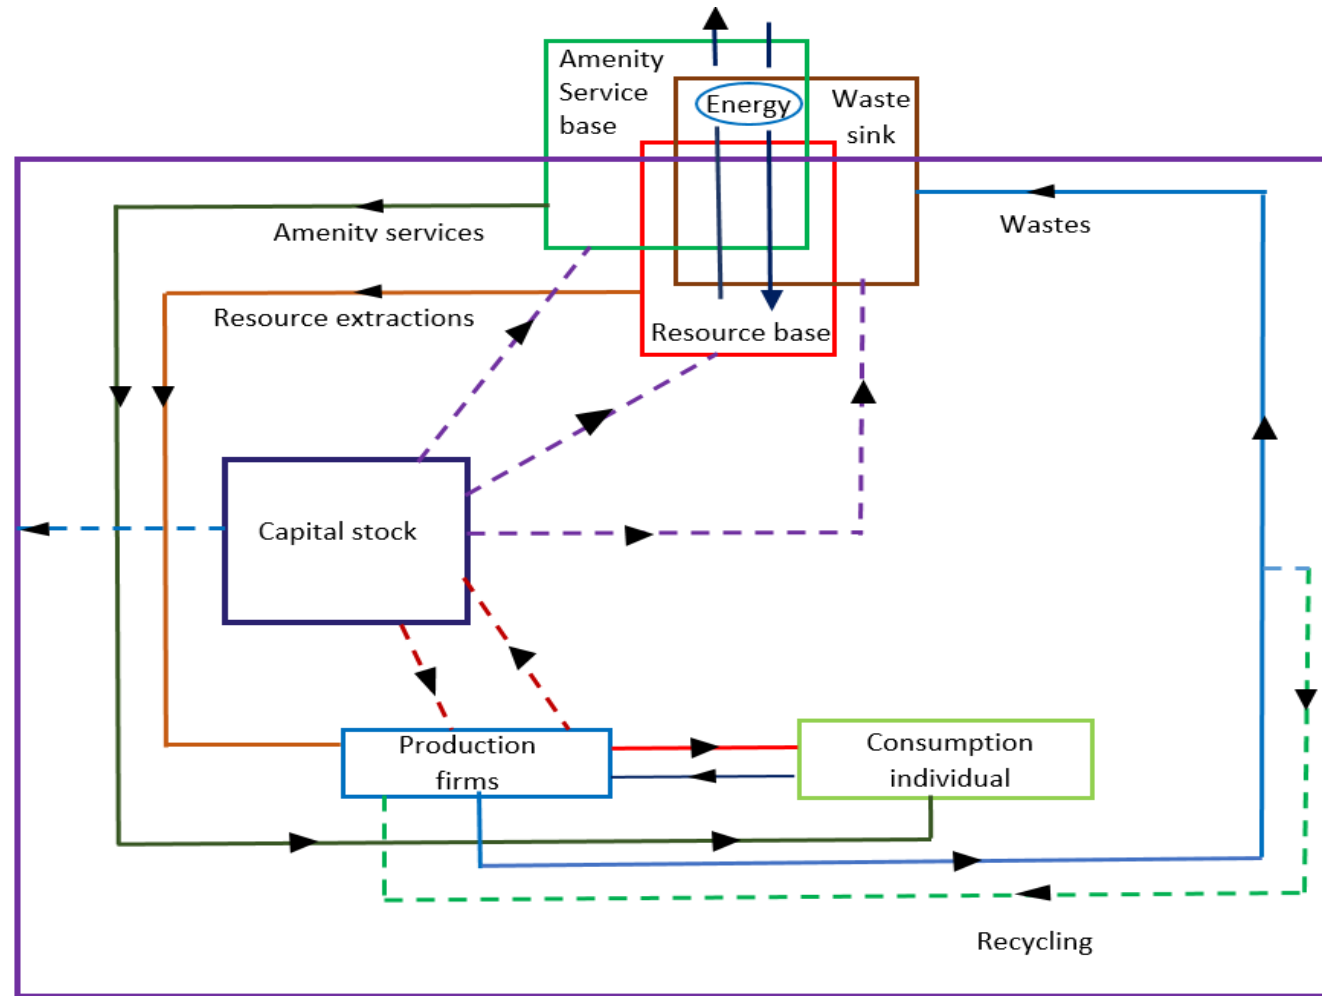 Amenity
Service
base
Energy
Waste
sink
Amenity services
Wastes
Resource extractions
Resource base
Capital stock
Production
firms
Consumption
individual
Recycling